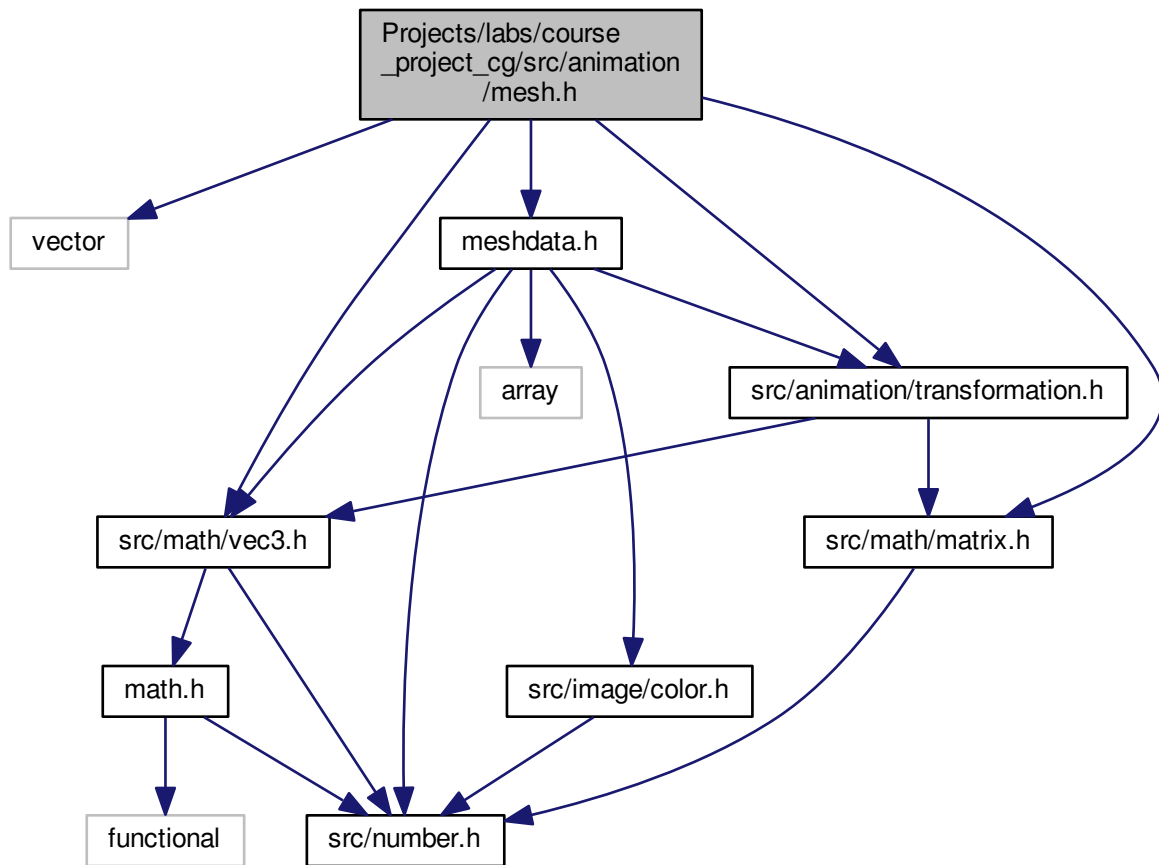 Projects/labs/course
_project_cg/src/animation
/mesh.h
vector
meshdata.h
array
src/animation/transformation.h
src/math/vec3.h
src/math/matrix.h
math.h
src/image/color.h
functional
src/number.h